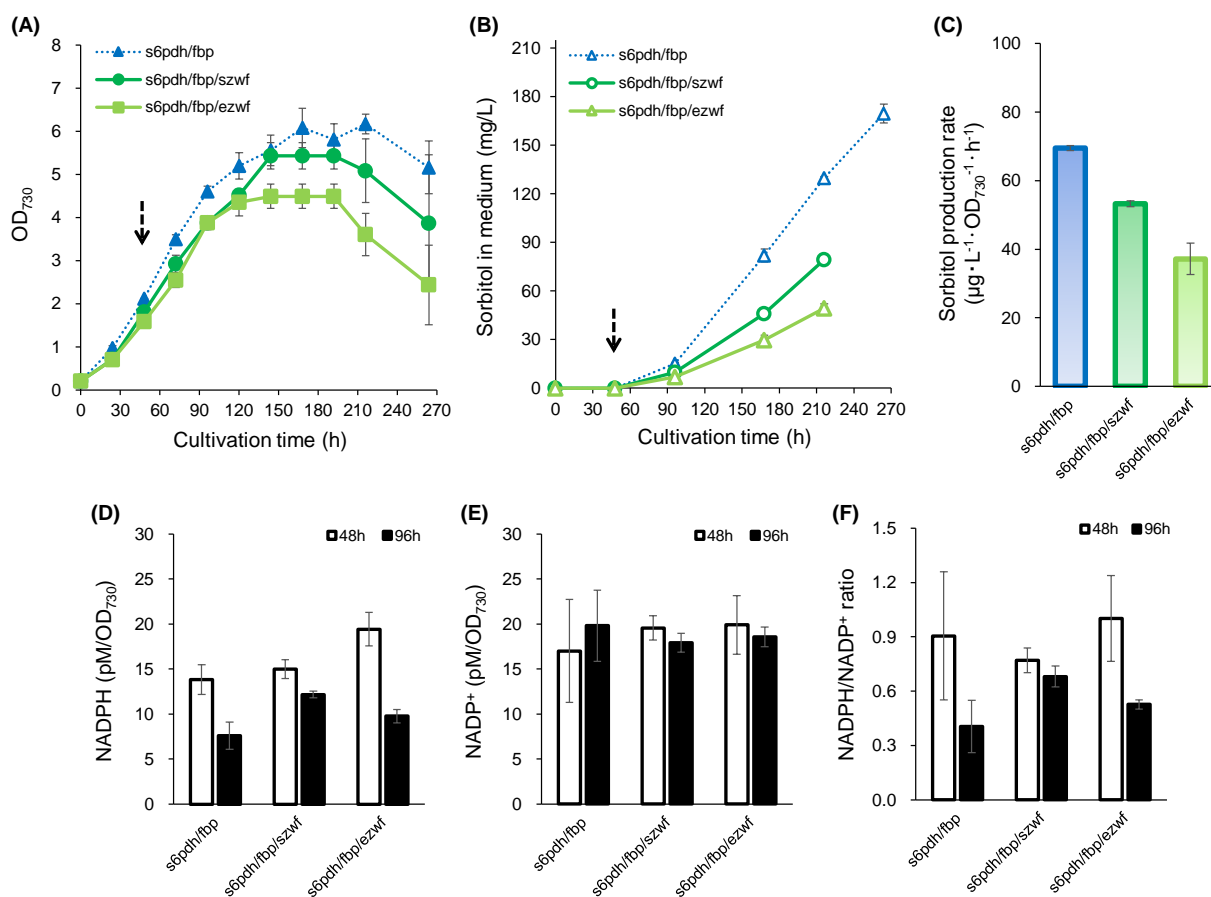 (A)
8
7
6
5
4
3
2
1
0
OD730
s6pdh/fbp
s6pdh/fbp/szwf
s6pdh/fbp/ezwf
0 30 60 90 120 150 180 210 240 270
Cultivation time (h)
(B)
210
180
150
120
90
60
30
0
Sorbitol in medium (mg/L)
s6pdh/fbp
s6pdh/fbp/szwf
s6pdh/fbp/ezwf
0 30 60 90 120 150 180 210 240 270
Cultivation time (h)
(C)
100
80
60
40
20
0
Sorbitol production rate
(µg·L-1·OD730-1·h-1)
s6pdh/fbp
s6pdh/fbp/szwf
s6pdh/fbp/ezwf
(D)
48h 96h
30
25
20
15
10
5
0
NADPH (pM/OD730)
s6pdh/fbp
s6pdh/fbp/szwf
s6pdh/fbp/ezwf
(E)
48h 96h
30
25
20
15
10
5
0
NADP+ (pM/OD730)
s6pdh/fbp
s6pdh/fbp/szwf
s6pdh/fbp/ezwf
(F)
48h 96h
1.5
1.2
0.9
0.6
0.3
0.0
NADPH/NADP+ ratio
s6pdh/fbp
s6pdh/fbp/szwf
s6pdh/fbp/ezwf